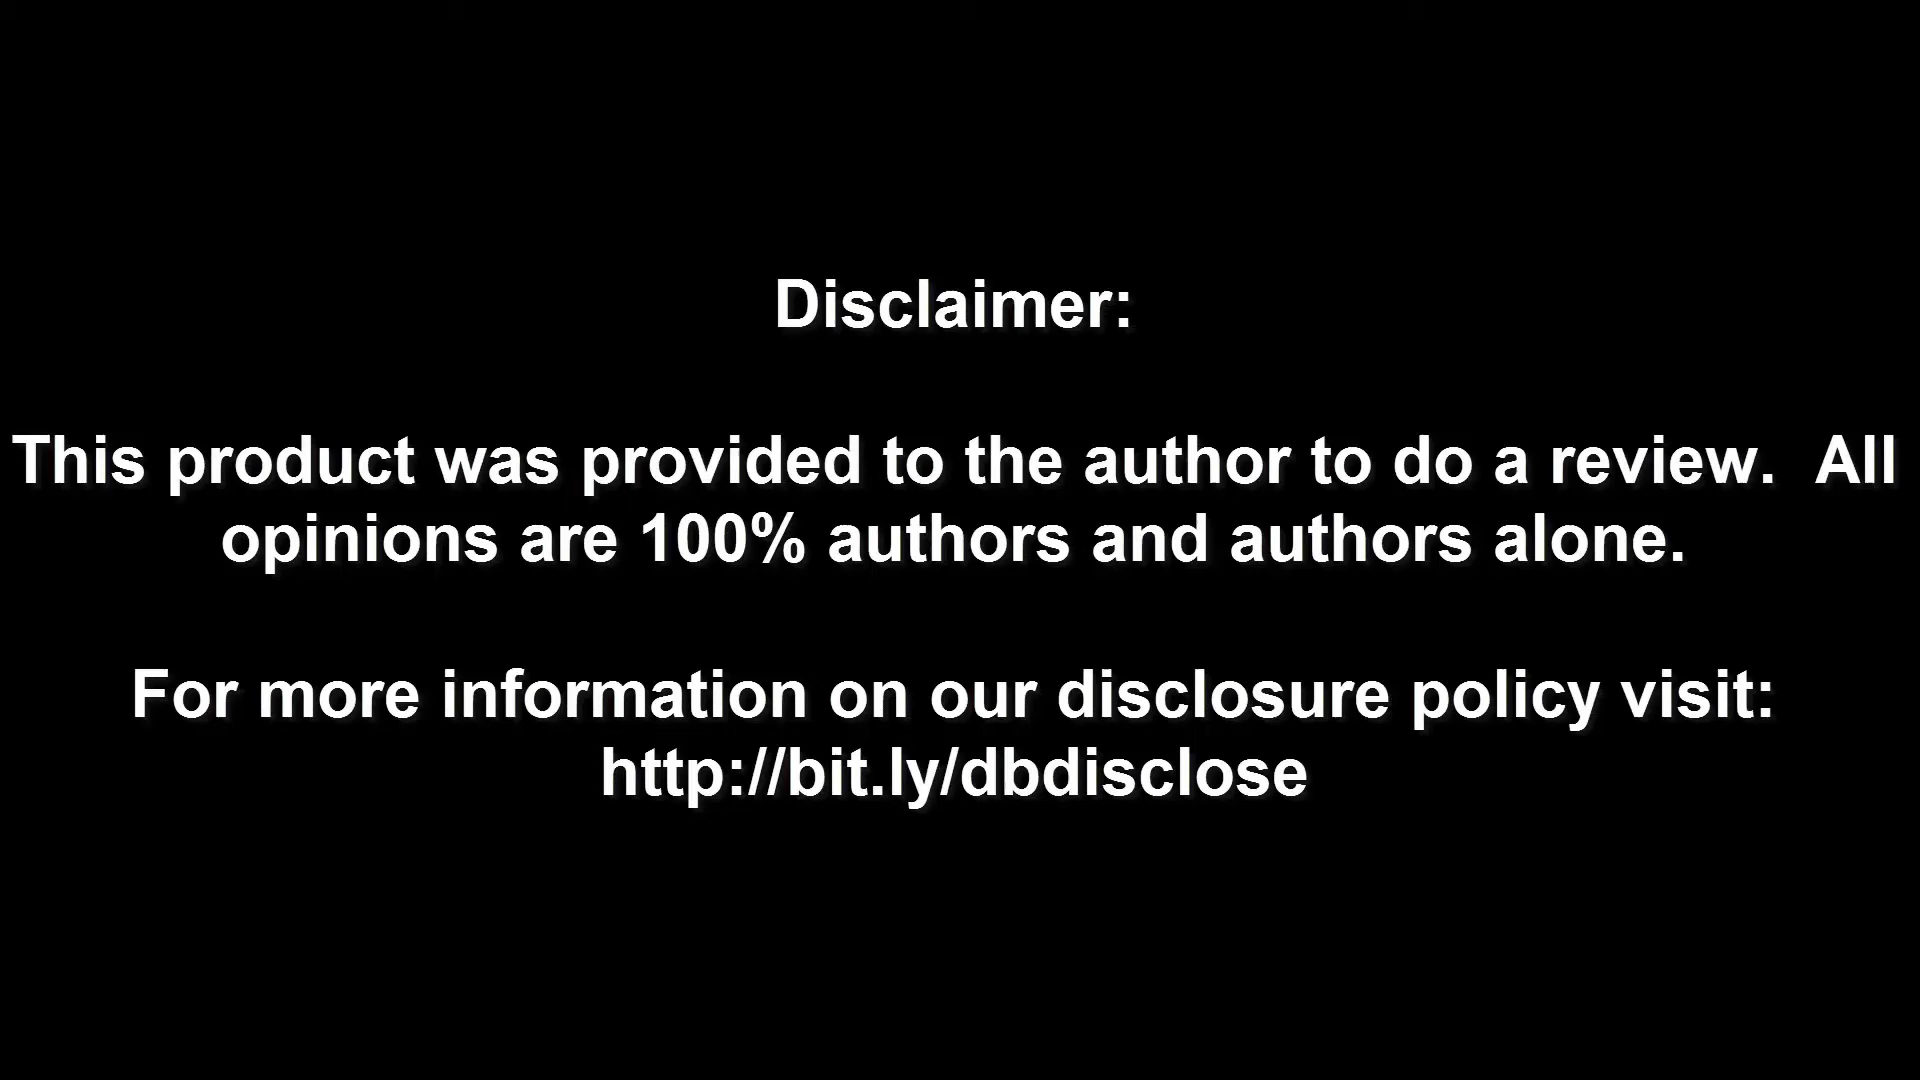 Disclaimer:
This product was provided to the author to do a review.  All
opinions are 100% authors and authors alone.
For more information on our disclosure policy visit:
http://bit.ly/dbdisclose